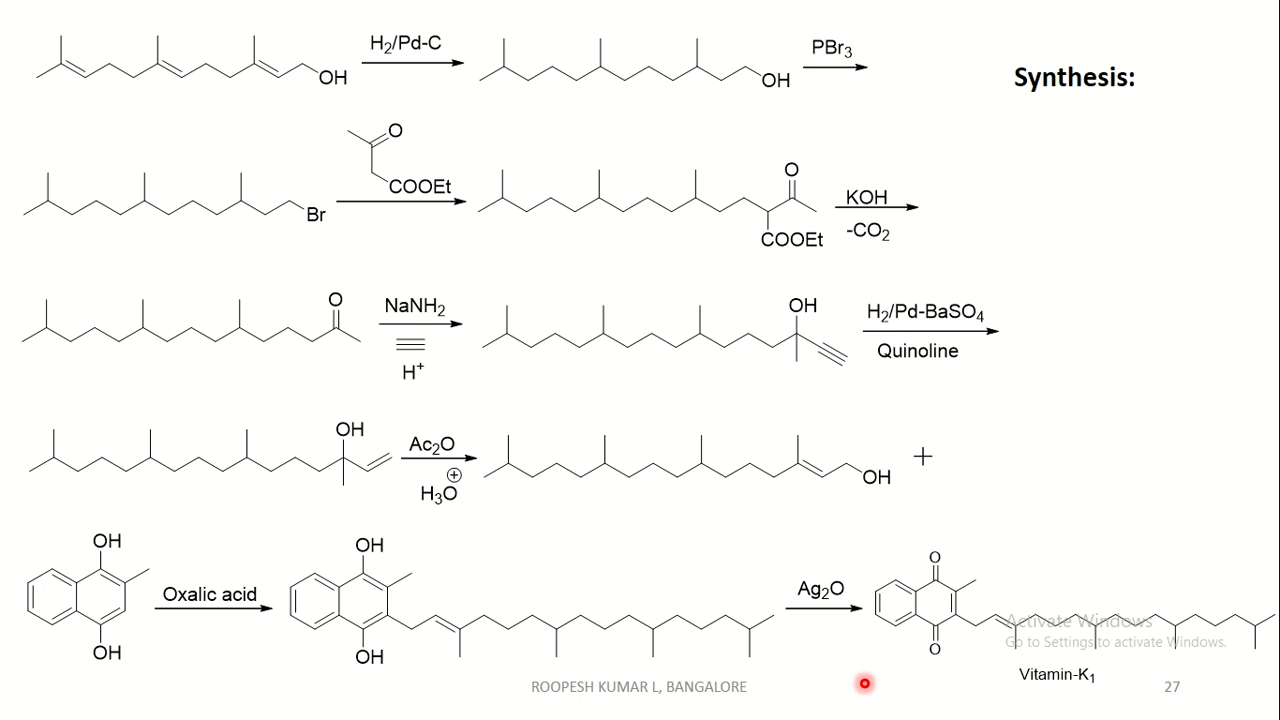 H2/Pd-C
OH
OH
PBr3
Synthesis:
O
COOEt
Br
O
COOEt
KOH
-CO2
O
NaNH2
H+
OH
H2/Pd-BaSO4
Quinoline
OH
Ac2O
H3O⊕
OH
+
OH
OH
Oxalic acid
OH
OH
Ag2O
O
O
Activate Windows
Go to Settings to activate Windows.
Vitamin-K1
ROOPESH KUMAR L, BANGALORE
27